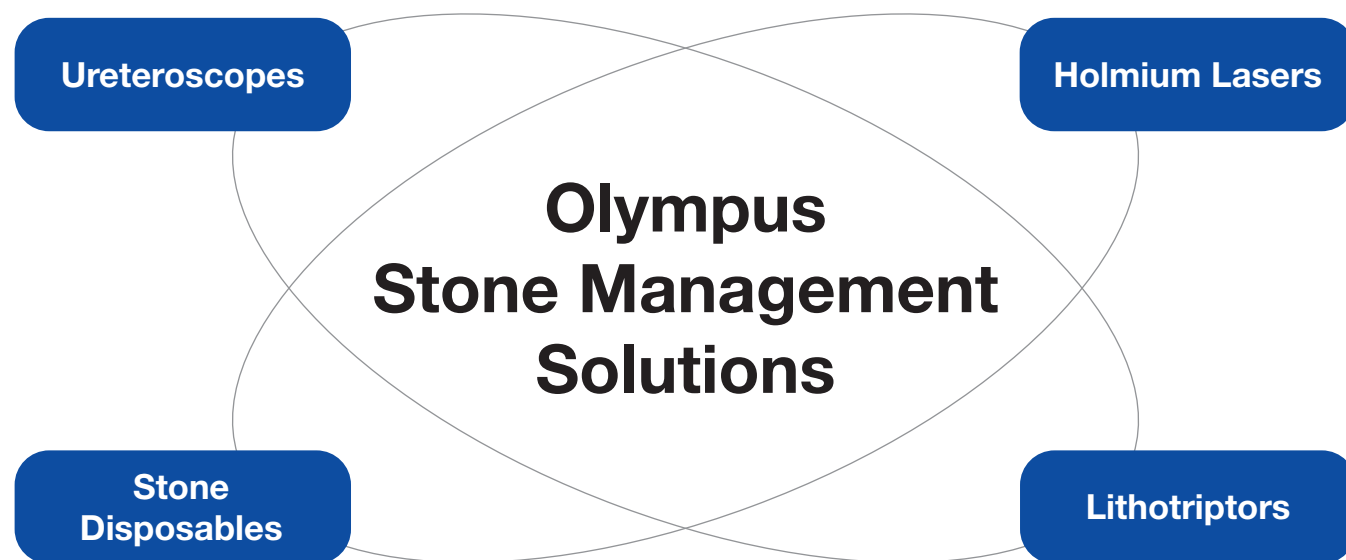 Ureteroscopes
Holmium Lasers
Olympus
Stone Management
Solutions
Stone
Disposables
Lithotriptors